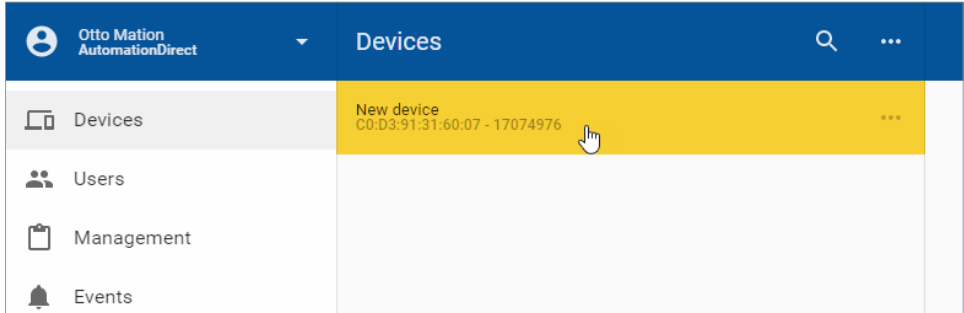 Otto Mation
AutomationDirect
Devices
Devices
New device
C0:D3:91:31:60:07 - 17074976
Users
Management
Events